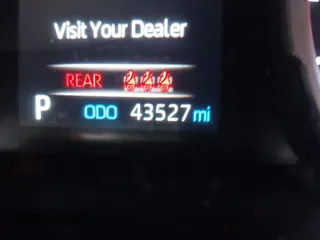 Visit Your Dealer
REAR
P ODO 43527 mi